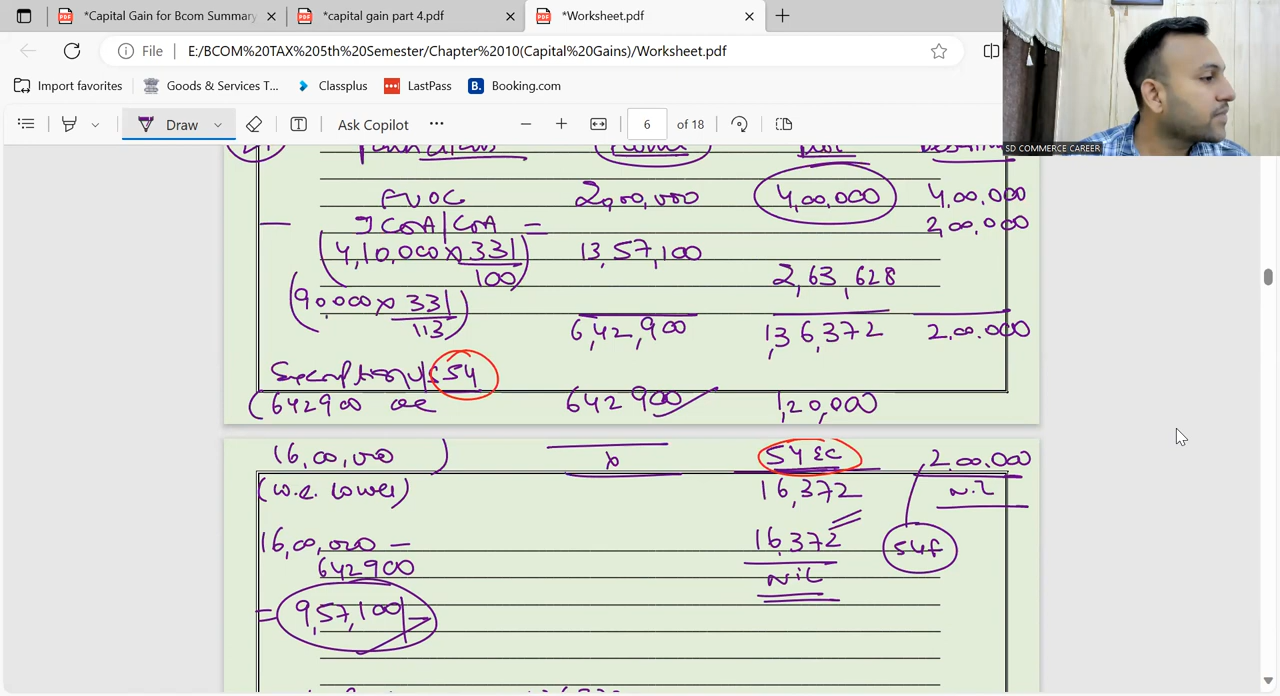 *Capital Gain for Bcom Summary
*capital gain part 4.pdf
*Worksheet.pdf
File E:/BCOM%20TAX%205th%20Semester/Chapter%2010(Capital%20Gains)/Worksheet.pdf
Import favorites Goods & Services T... Classplus LastPass Booking.com
Draw Ask Copilot 6 of 18
SD COMMERCE CAREER
Particulars
FVOC 2,00,000 4,00,000 4,00,000
- ICOA/COA = 2,00,000
(4,10,000 × 331/100) 13,57,100
2,63,628
(90,000 × 331/113)
6,42,900 1,36,372 2,00,000
54
(642900 or 642900 1,20,000
16,00,000 ) x 54 EC 2,00,000
(w.e. lower) 16,372 Nil
16,00,000 - 16,372 54F
642900 Nil
= 9,57,100/-